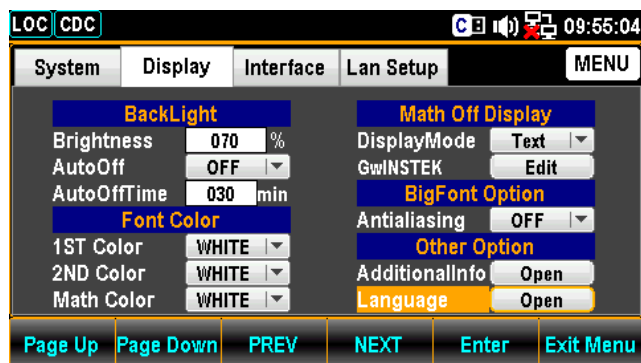 LOC CDC C 09:55:04
System Display Interface Lan Setup MENU
BackLight
Brightness 070 %
AutoOff OFF
AutoOffTime 030 min
Font Color
1ST Color WHITE
2ND Color WHITE
Math Color WHITE
Math Off Display
DisplayMode Text
GWINSTEK Edit
BigFont Option
Antialiasing OFF
Other Option
AdditionalInfo Open
Language Open
Page Up Page Down PREV NEXT Enter Exit Menu